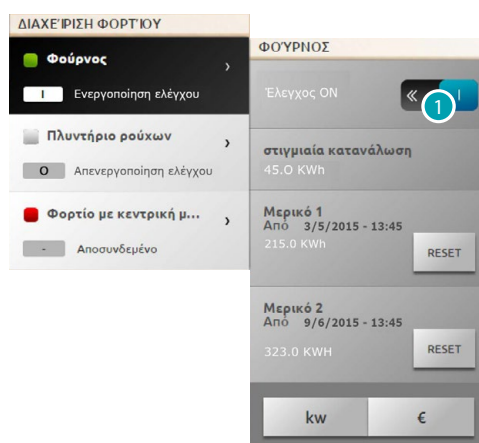 ΔΙΑΧΕΊΡΙΣΗ ΦΟΡΤΊΟΥ
Φούρνος
I Ενεργοποίηση ελέγχου
Πλυντήριο ρούχων
O Απενεργοποίηση ελέγχου
Φορτίο με κεντρική μ...
- Αποσυνδεμένο
ΦΟΎΡΝΟΣ
Έλεγχος ON
« 1 I
στιγμιαία κατανάλωση
45.0 KWh
Μερικό 1
Από 3/5/2015 - 13:45
215.0 KWh
RESET
Μερικό 2
Από 9/6/2015 - 13:45
323.0 KWH
RESET
kw €